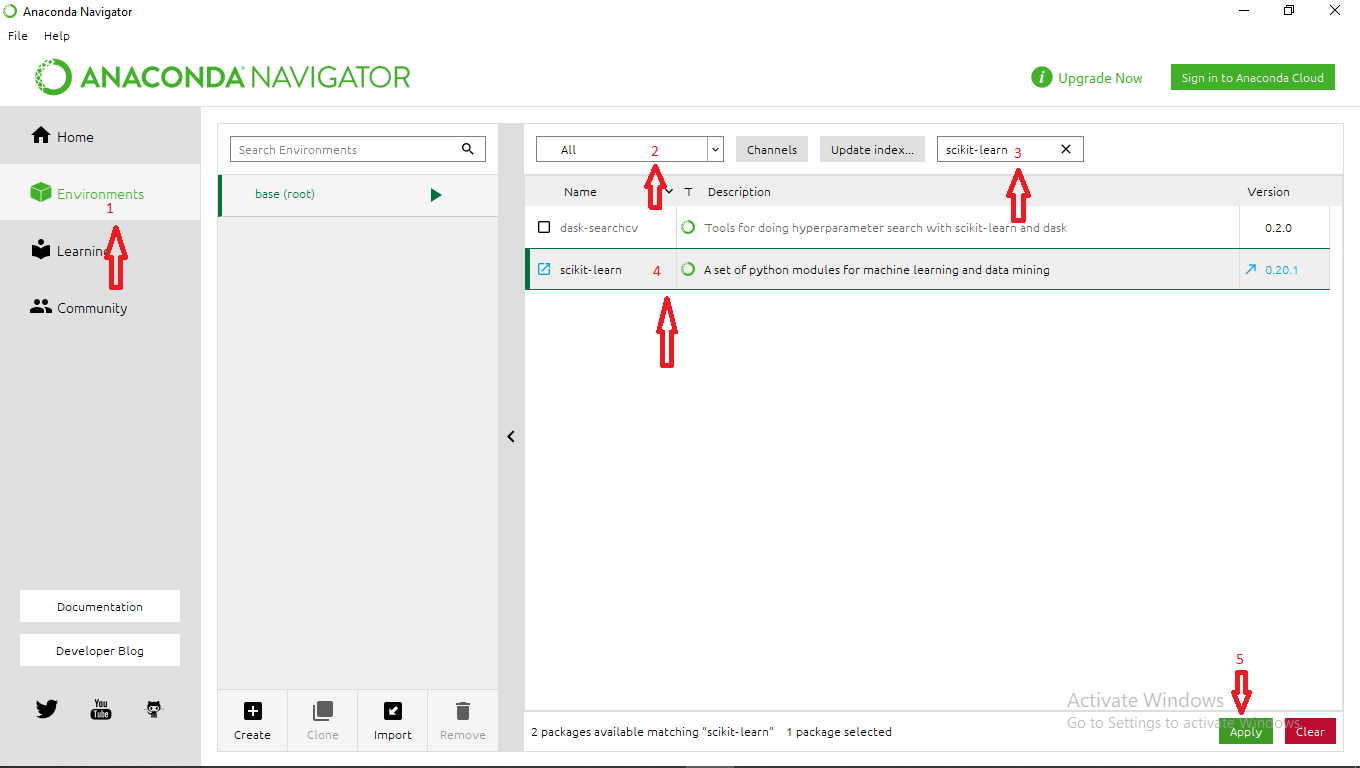 Anaconda Navigator
File Help
ANACONDA NAVIGATOR
i Upgrade Now
Sign in to Anaconda Cloud
Home
Environments
1
Learning
Community
Documentation
Developer Blog
You
Tube
Search Environments
base (root)
Create Clone Import Remove
All 2 Channels Update index... scikit-learn 3
Name T Description Version
dask-searchcv Tools for doing hyperparameter search with scikit-learn and dask 0.2.0
scikit-learn 4 A set of python modules for machine learning and data mining 0.20.1
5
Activate Windows
Go to Settings to activate Windows.
2 packages available matching "scikit-learn" 1 package selected
Apply Clear